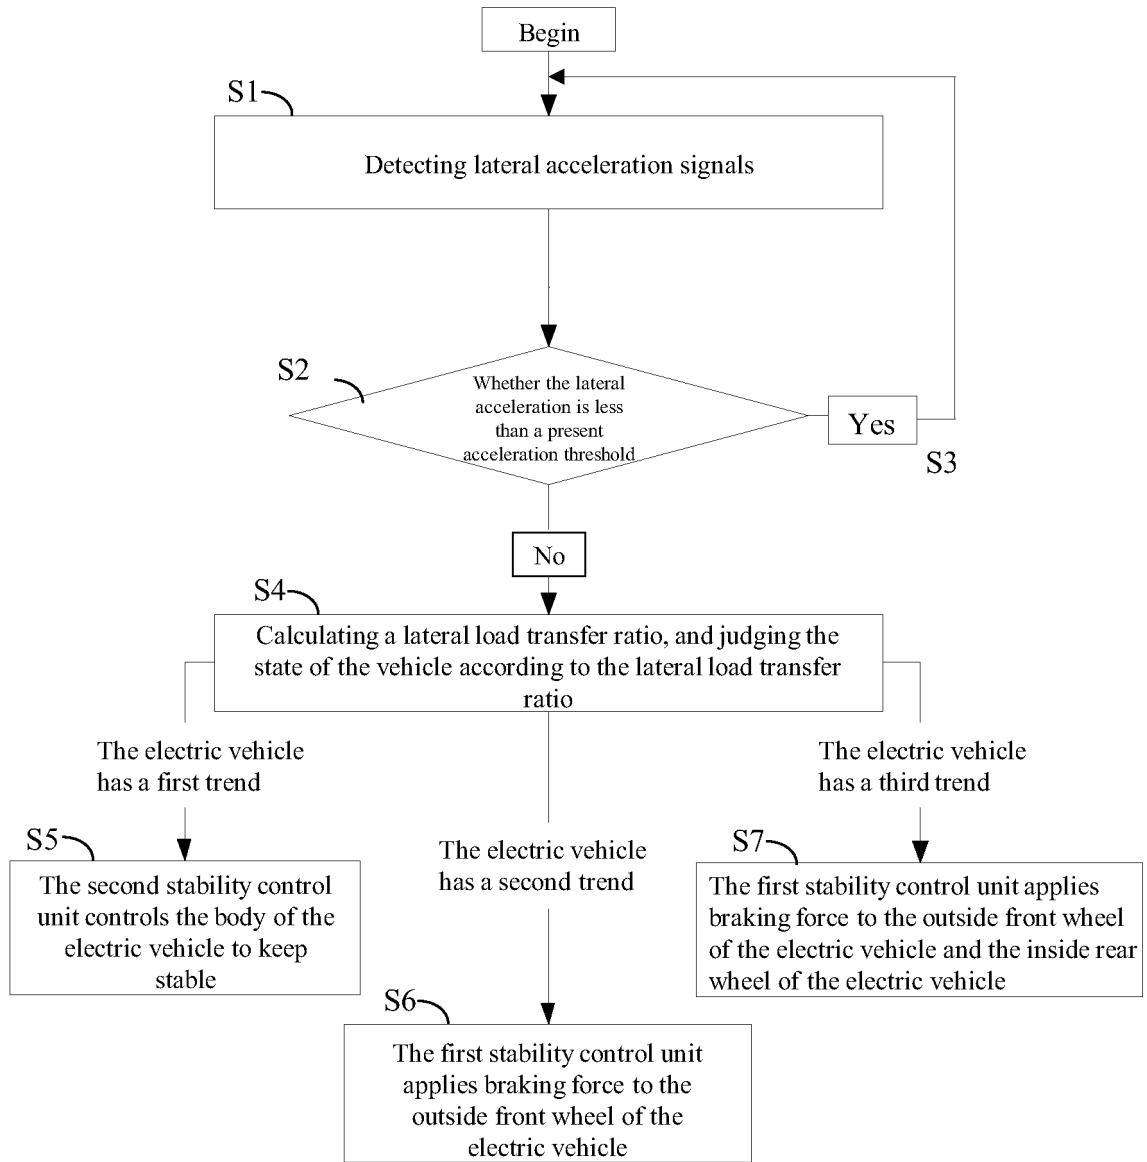 Begin
S1
Detecting lateral acceleration signals
S2
Whether the lateral
acceleration is less
than a present
acceleration threshold
Yes
S3
No
S4
Calculating a lateral load transfer ratio, and judging the
state of the vehicle according to the lateral load transfer
ratio
The electric vehicle
has a first trend
The electric vehicle
has a second trend
The electric vehicle
has a third trend
S5
The second stability control
unit controls the body of the
electric vehicle to keep
stable
S6
The first stability control unit
applies braking force to the
outside front wheel of the
electric vehicle
S7
The first stability control unit applies
braking force to the outside front wheel
of the electric vehicle and the inside rear
wheel of the electric vehicle